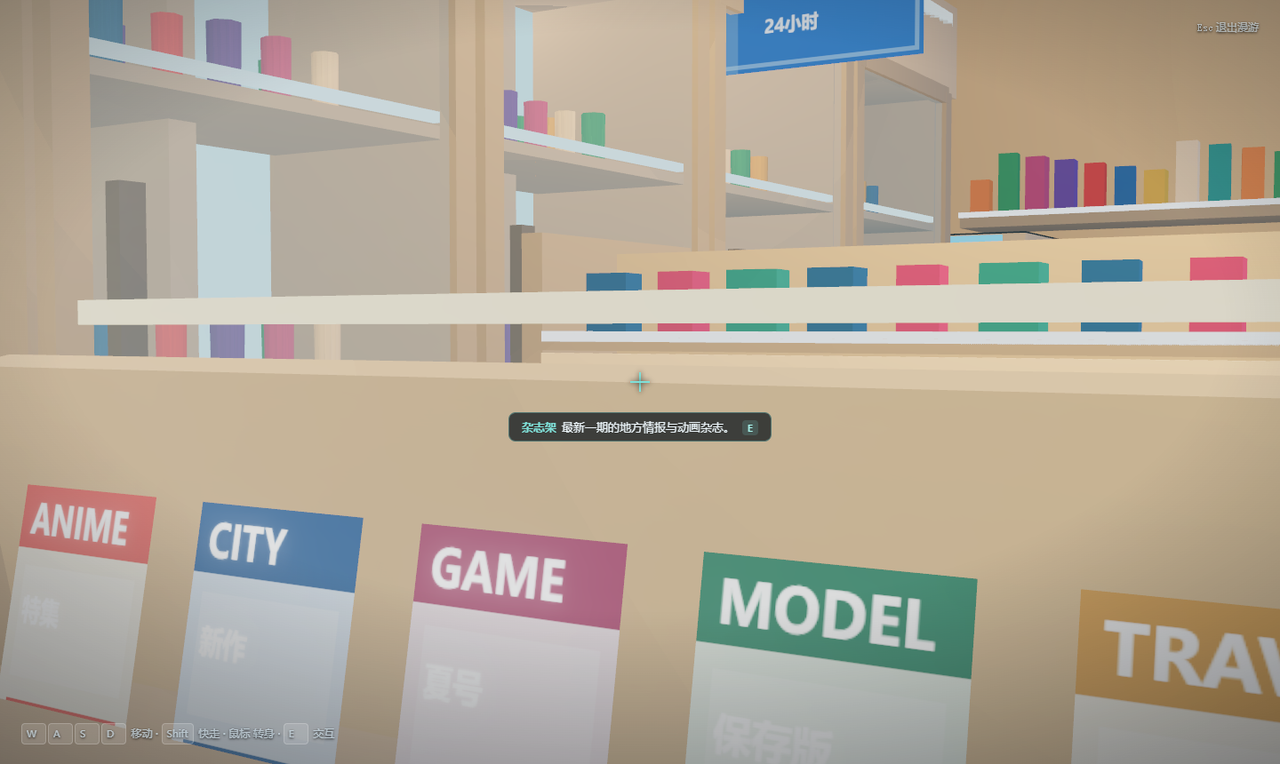 24小时
Esc 退出漫游
杂志架 最新一期的地方情报与动画杂志。 E
ANIME
特集
CITY
新作
GAME
夏号
MODEL
保存版
TRAV
W A S D 移动 · Shift 快走 · 鼠标 转身 · E 交互